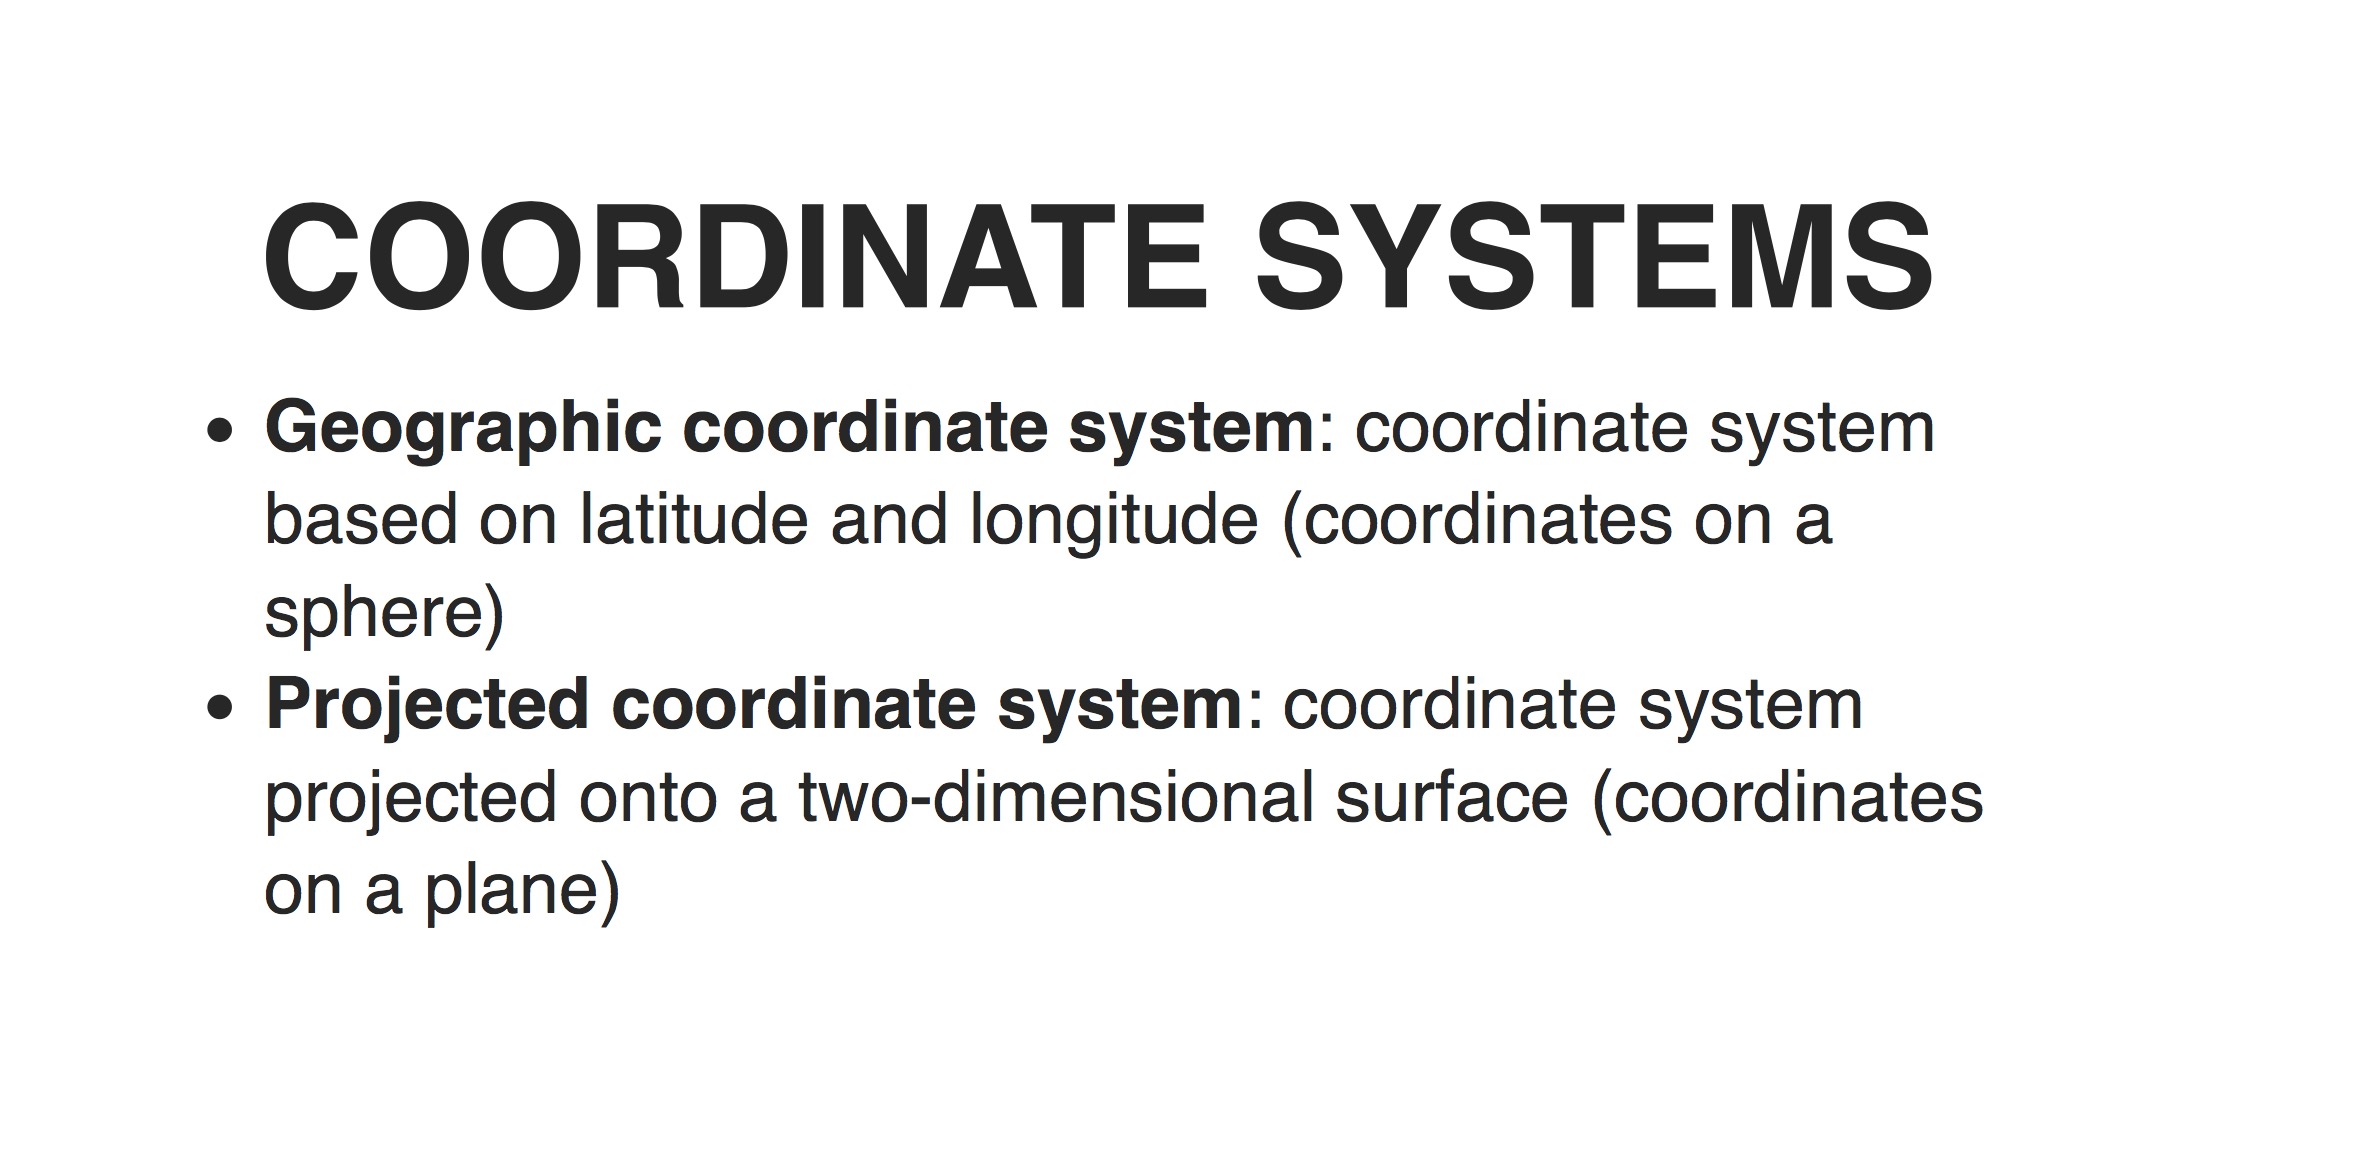 COORDINATE SYSTEMS
• Geographic coordinate system: coordinate system
based on latitude and longitude (coordinates on a
sphere)
• Projected coordinate system: coordinate system
projected onto a two-dimensional surface (coordinates
on a plane)